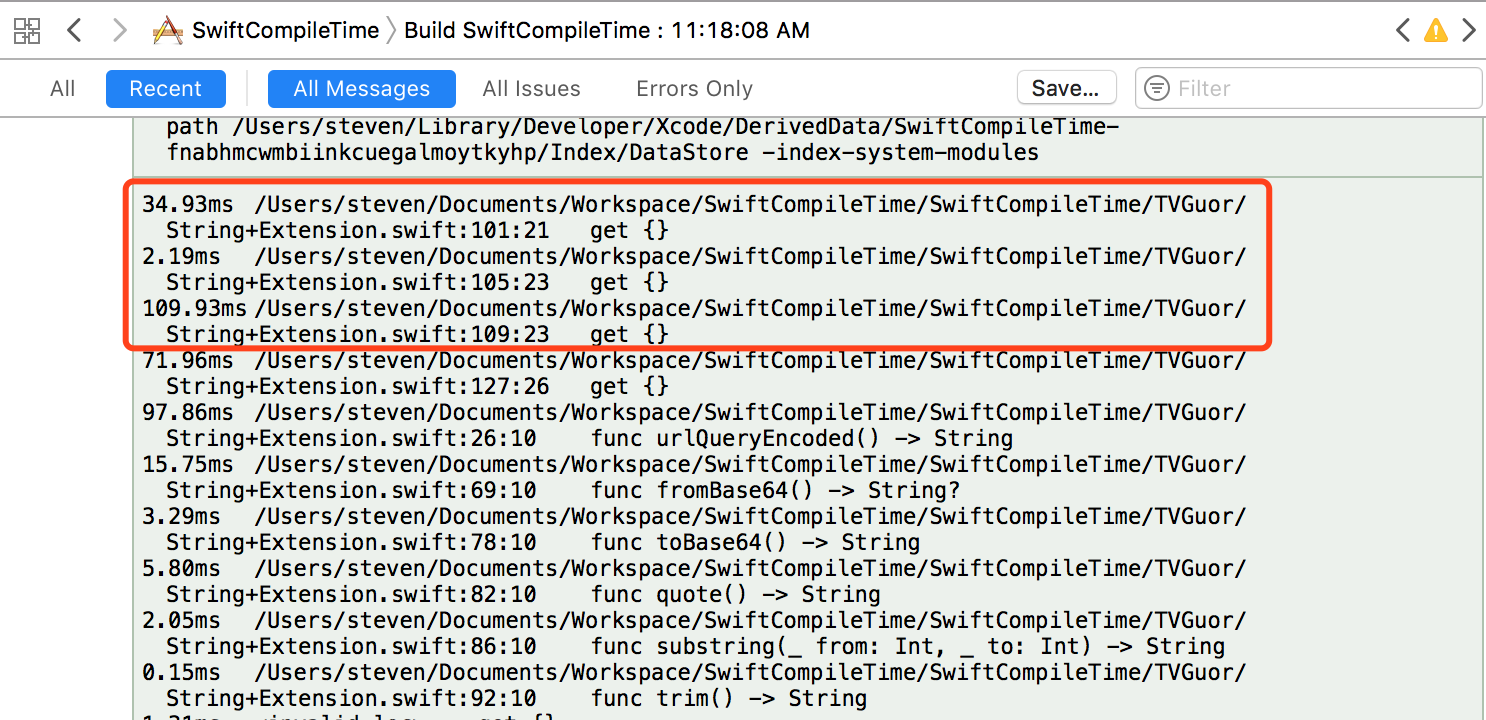 SwiftCompileTime Build SwiftCompileTime : 11:18:08 AM
All Recent All Messages All Issues Errors Only Save... Filter
path /Users/steven/Library/Developer/Xcode/DerivedData/SwiftCompileTime-
fnabhmcwmbiinkcuegalmoytkyhp/Index/DataStore -index-system-modules
34.93ms /Users/steven/Documents/Workspace/SwiftCompileTime/SwiftCompileTime/TVGuor/
String+Extension.swift:101:21 get {}
2.19ms /Users/steven/Documents/Workspace/SwiftCompileTime/SwiftCompileTime/TVGuor/
String+Extension.swift:105:23 get {}
109.93ms /Users/steven/Documents/Workspace/SwiftCompileTime/SwiftCompileTime/TVGuor/
String+Extension.swift:109:23 get {}
71.96ms /Users/steven/Documents/Workspace/SwiftCompileTime/SwiftCompileTime/TVGuor/
String+Extension.swift:127:26 get {}
97.86ms /Users/steven/Documents/Workspace/SwiftCompileTime/SwiftCompileTime/TVGuor/
String+Extension.swift:26:10 func urlQueryEncoded() -> String
15.75ms /Users/steven/Documents/Workspace/SwiftCompileTime/SwiftCompileTime/TVGuor/
String+Extension.swift:69:10 func fromBase64() -> String?
3.29ms /Users/steven/Documents/Workspace/SwiftCompileTime/SwiftCompileTime/TVGuor/
String+Extension.swift:78:10 func toBase64() -> String
5.80ms /Users/steven/Documents/Workspace/SwiftCompileTime/SwiftCompileTime/TVGuor/
String+Extension.swift:82:10 func quote() -> String
2.05ms /Users/steven/Documents/Workspace/SwiftCompileTime/SwiftCompileTime/TVGuor/
String+Extension.swift:86:10 func substring(_ from: Int, _ to: Int) -> String
0.15ms /Users/steven/Documents/Workspace/SwiftCompileTime/SwiftCompileTime/TVGuor/
String+Extension.swift:92:10 func trim() -> String
get {}